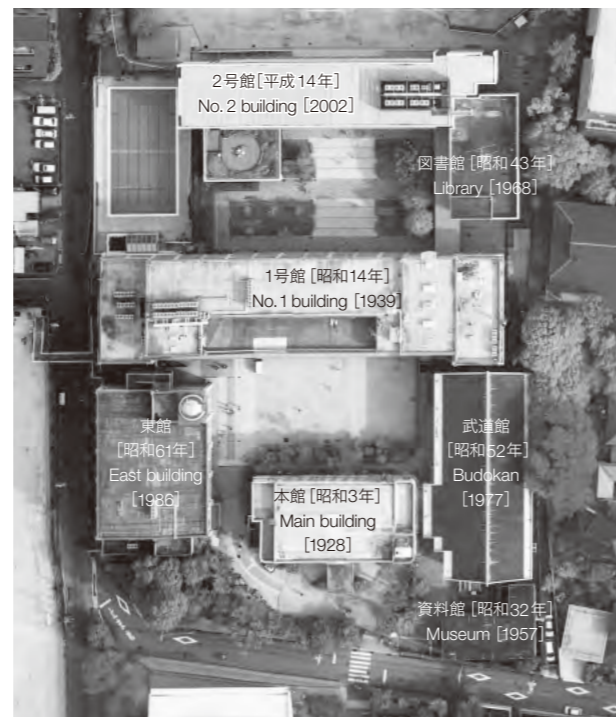 2号館[平成14年]
No. 2 building [2002]
図書館[昭和43年]
Library [1968]
1号館[昭和14年]
No. 1 building [1939]
東館
[昭和61年]
East building
[1986]
武道館
[昭和52年]
Budokan
[1977]
本館[昭和3年]
Main building
[1928]
資料館[昭和32年]
Museum [1957]